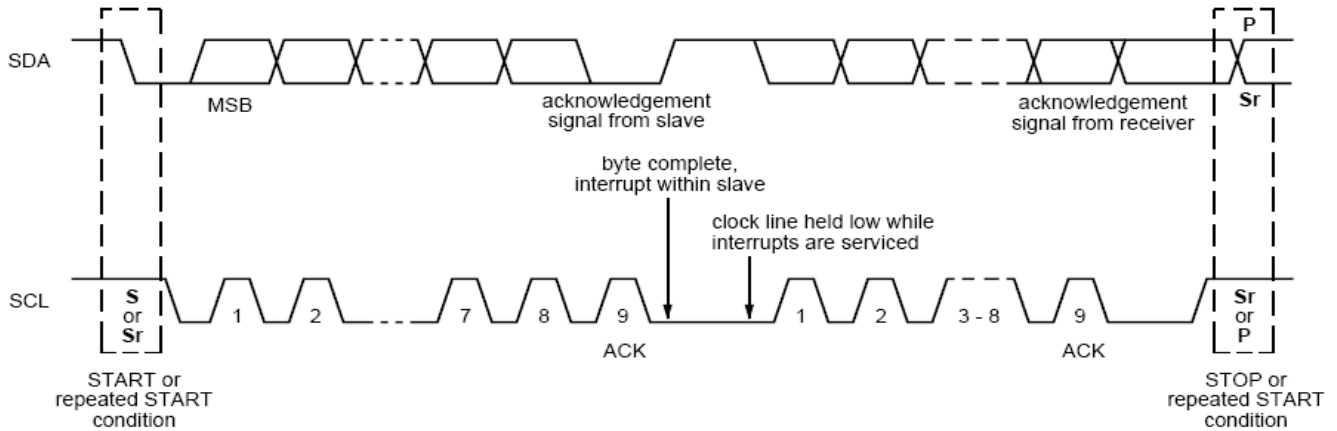 P
SDA
MSB
acknowledgement
signal from slave
acknowledgement
signal from receiver
Sr
byte complete,
interrupt within slave
clock line held low while
interrupts are serviced
SCL
S
or
Sr
1
2
7
8
9
1
2
3 - 8
9
Sr
or
P
ACK
ACK
START or
repeated START
condition
STOP or
repeated START
condition